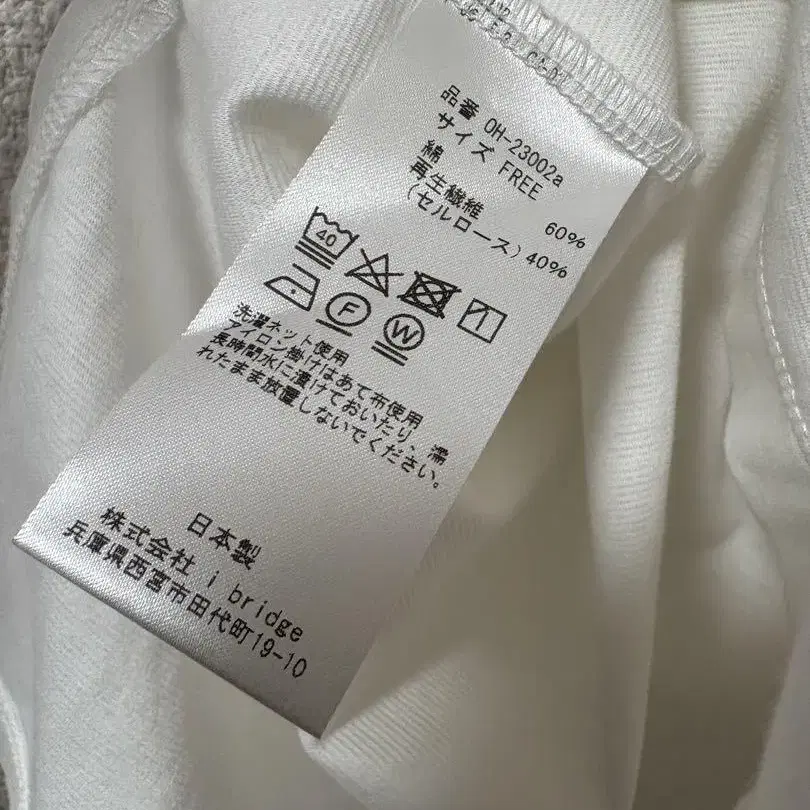 品番 OH-23002a
サイズ FREE
綿 60%
再生繊維
(セルロース) 40%
40
F W
洗濯ネット使用
アイロン掛けはあて布使用
長時間水に漬けておいたり、濡
れたまま放置しないでください。
日本製
株式会社 i bridge
兵庫県西宮市田代町19-10